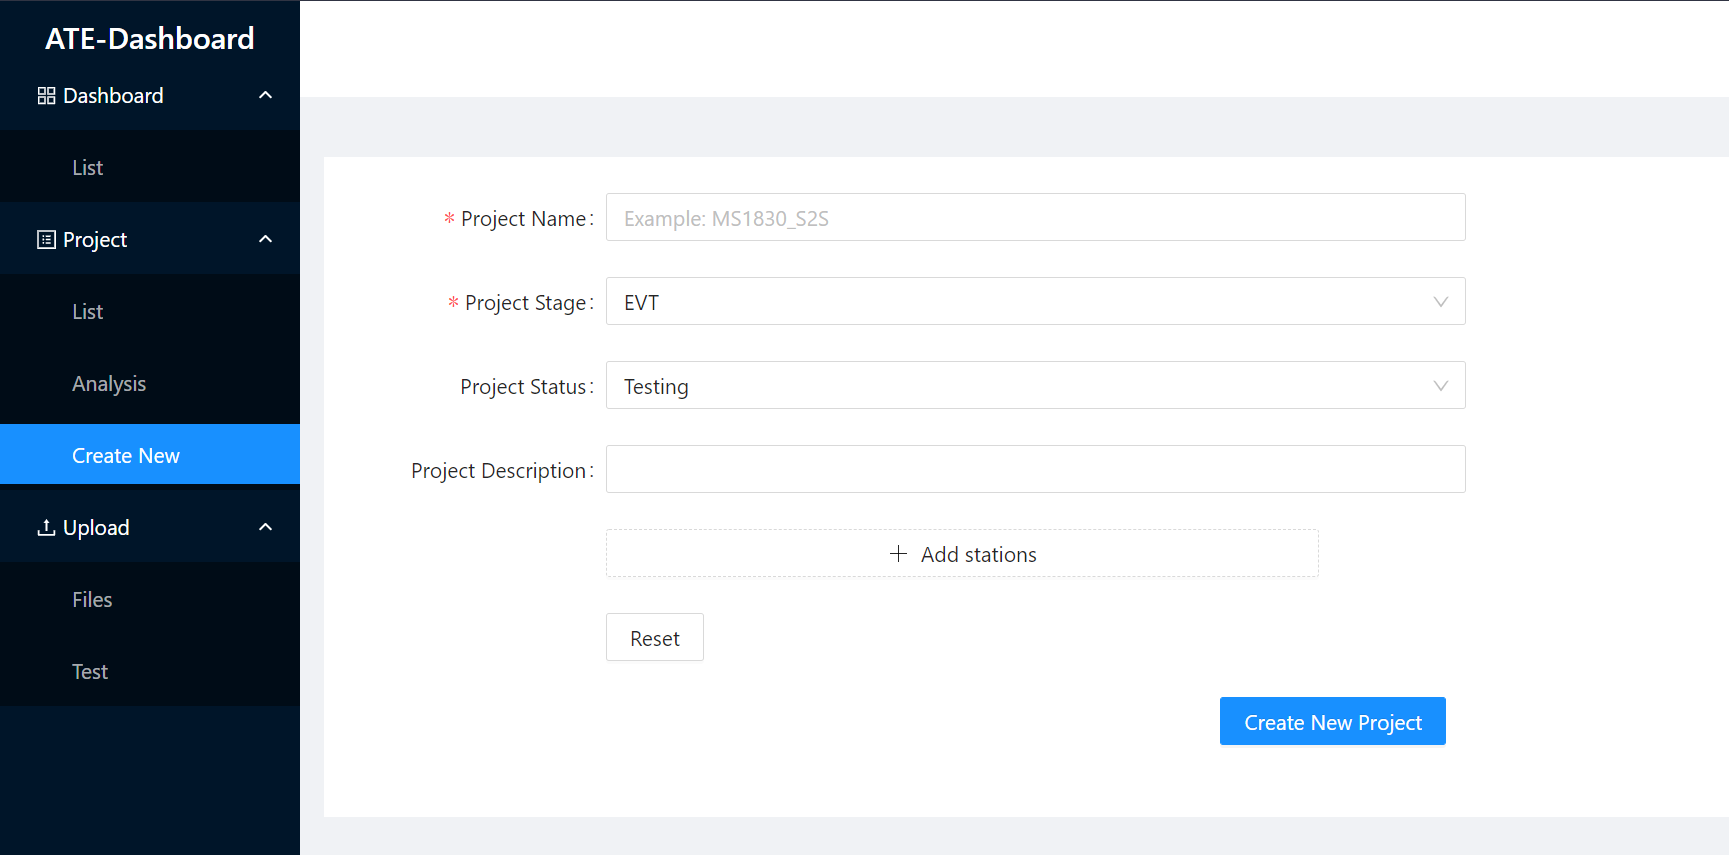 ATE-Dashboard
Dashboard
List
Project
List
Analysis
Create New
Upload
Files
Test
* Project Name: Example: MS1830_S2S
* Project Stage: EVT
Project Status: Testing
Project Description:
+ Add stations
Reset
Create New Project